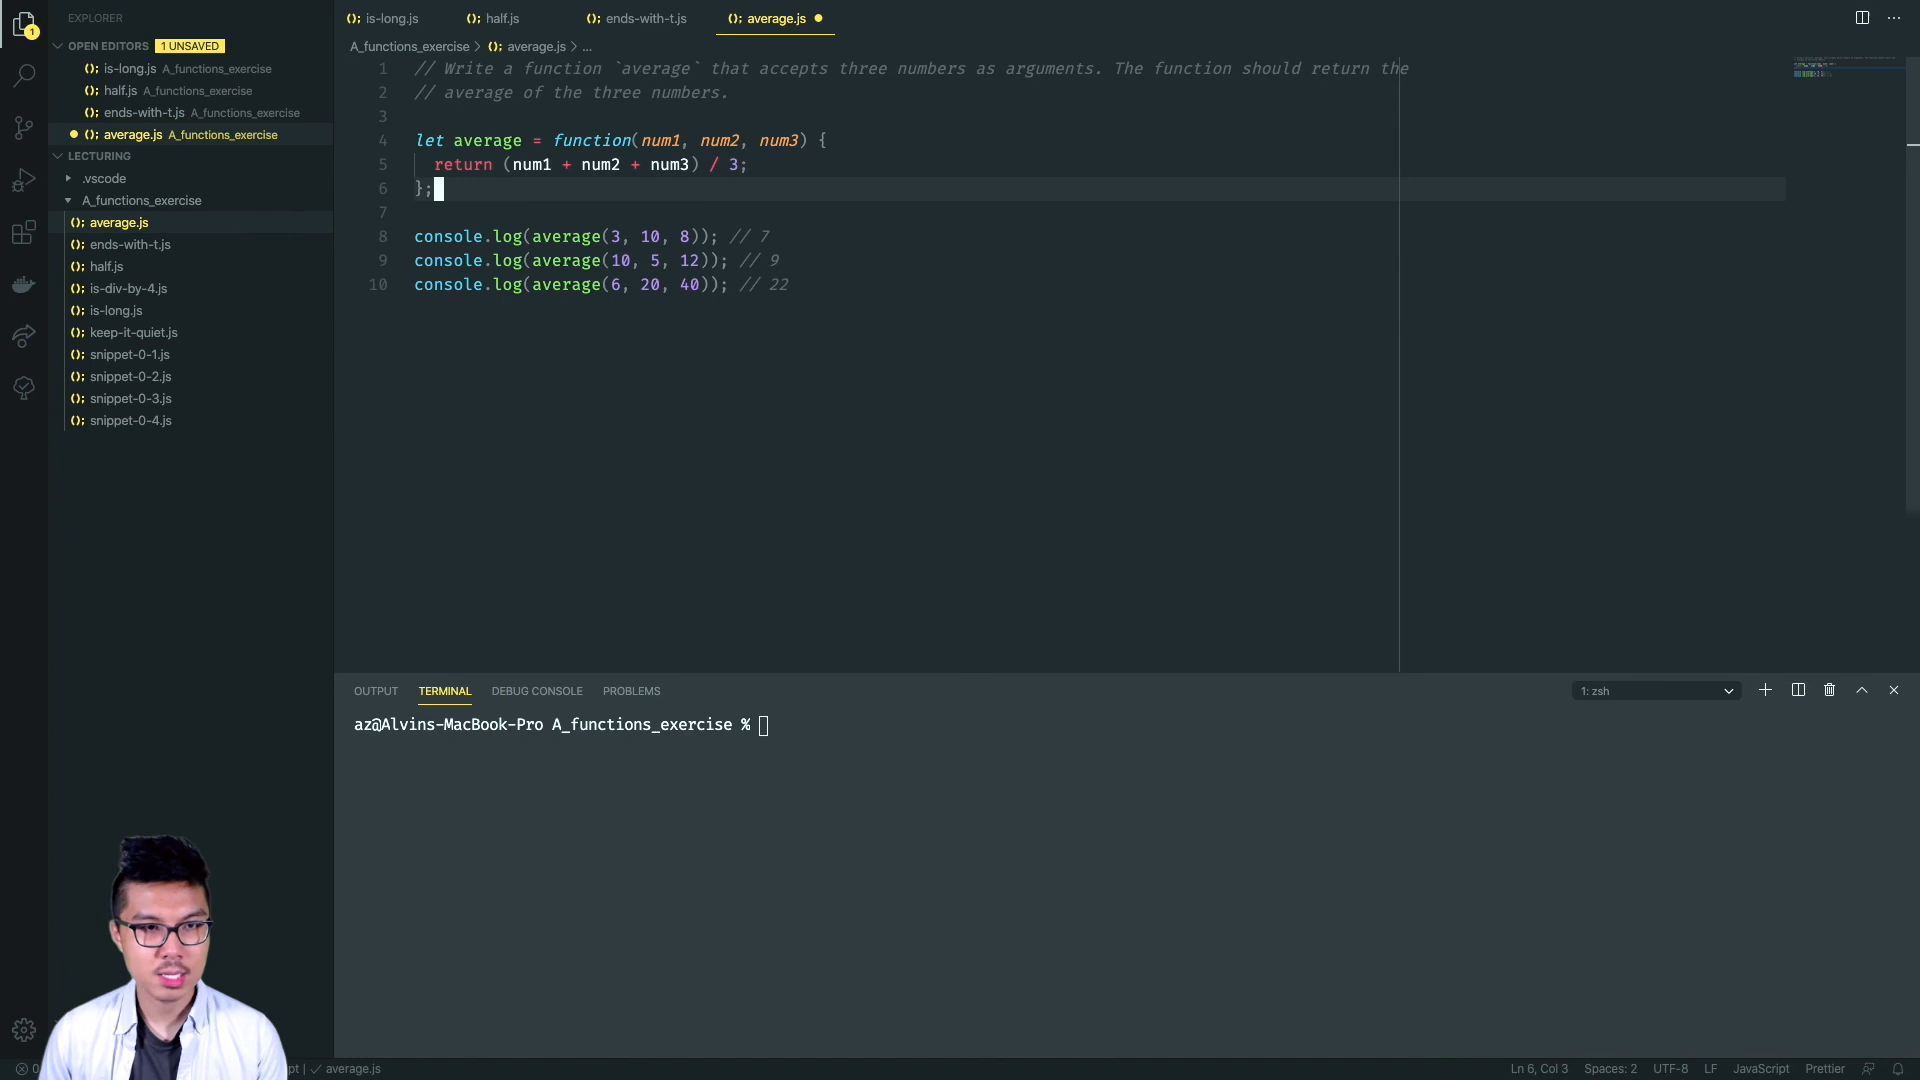 EXPLORER
OPEN EDITORS 1 UNSAVED
(); is-long.js A_functions_exercise
(); half.js A_functions_exercise
(); ends-with-t.js A_functions_exercise
(); average.js A_functions_exercise
LECTURING
.vscode
A_functions_exercise
(); average.js
(); ends-with-t.js
(); half.js
(); is-div-by-4.js
(); is-long.js
(); keep-it-quiet.js
(); snippet-0-1.js
(); snippet-0-2.js
(); snippet-0-3.js
(); snippet-0-4.js
1
(); is-long.js (); half.js (); ends-with-t.js (); average.js
A_functions_exercise > (); average.js > ...
1 // Write a function `average` that accepts three numbers as arguments. The function should return the
2 // average of the three numbers.
3
4 let average = function(num1, num2, num3) {
5 return (num1 + num2 + num3) / 3;
6 };
7
8 console.log(average(3, 10, 8)); // 7
9 console.log(average(10, 5, 12)); // 9
10 console.log(average(6, 20, 40)); // 22
OUTPUT TERMINAL DEBUG CONSOLE PROBLEMS 1: zsh
az@Alvins-MacBook-Pro A_functions_exercise %
0 pt | ✓ average.js Ln 6, Col 3 Spaces: 2 UTF-8 LF JavaScript Prettier